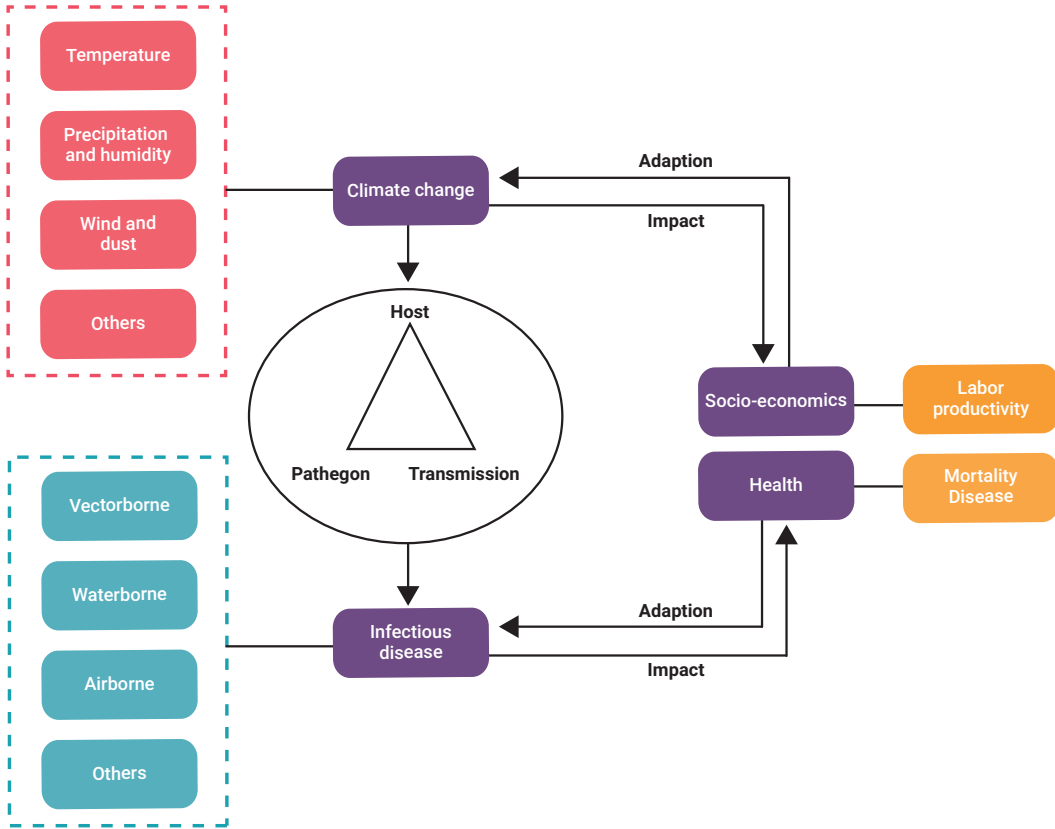 Temperature
Precipitation
and humidity
Wind and
dust
Others
Climate change
Adaption
Impact
Host
Pathegon
Transmission
Socio-economics
Labor
productivity
Health
Mortality
Disease
Vectorborne
Waterborne
Airborne
Others
Infectious
disease
Adaption
Impact